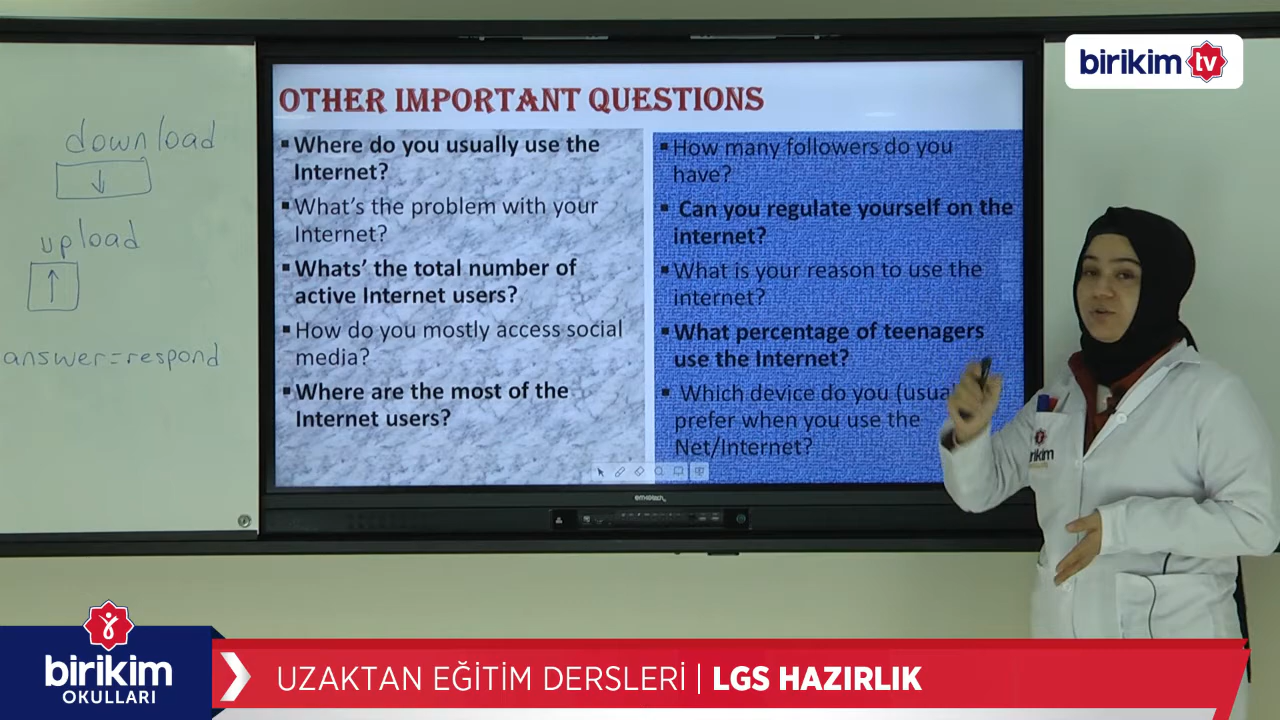 birikim tv
download
upload
answer=respond
OTHER IMPORTANT QUESTIONS
▪Where do you usually use the
Internet?
▪What's the problem with your
Internet?
▪Whats' the total number of
active Internet users?
▪How do you mostly access social
media?
▪Where are the most of the
Internet users?
▪How many followers do you
have?
▪ Can you regulate yourself on the
internet?
▪What is your reason to use the
internet?
▪What percentage of teenagers
use the Internet?
▪ Which device do you (usua
prefer when you use the
Net/Internet?
birikim
OKULLARI
UZAKTAN EĞİTİM DERSLERİ | LGS HAZIRLIK